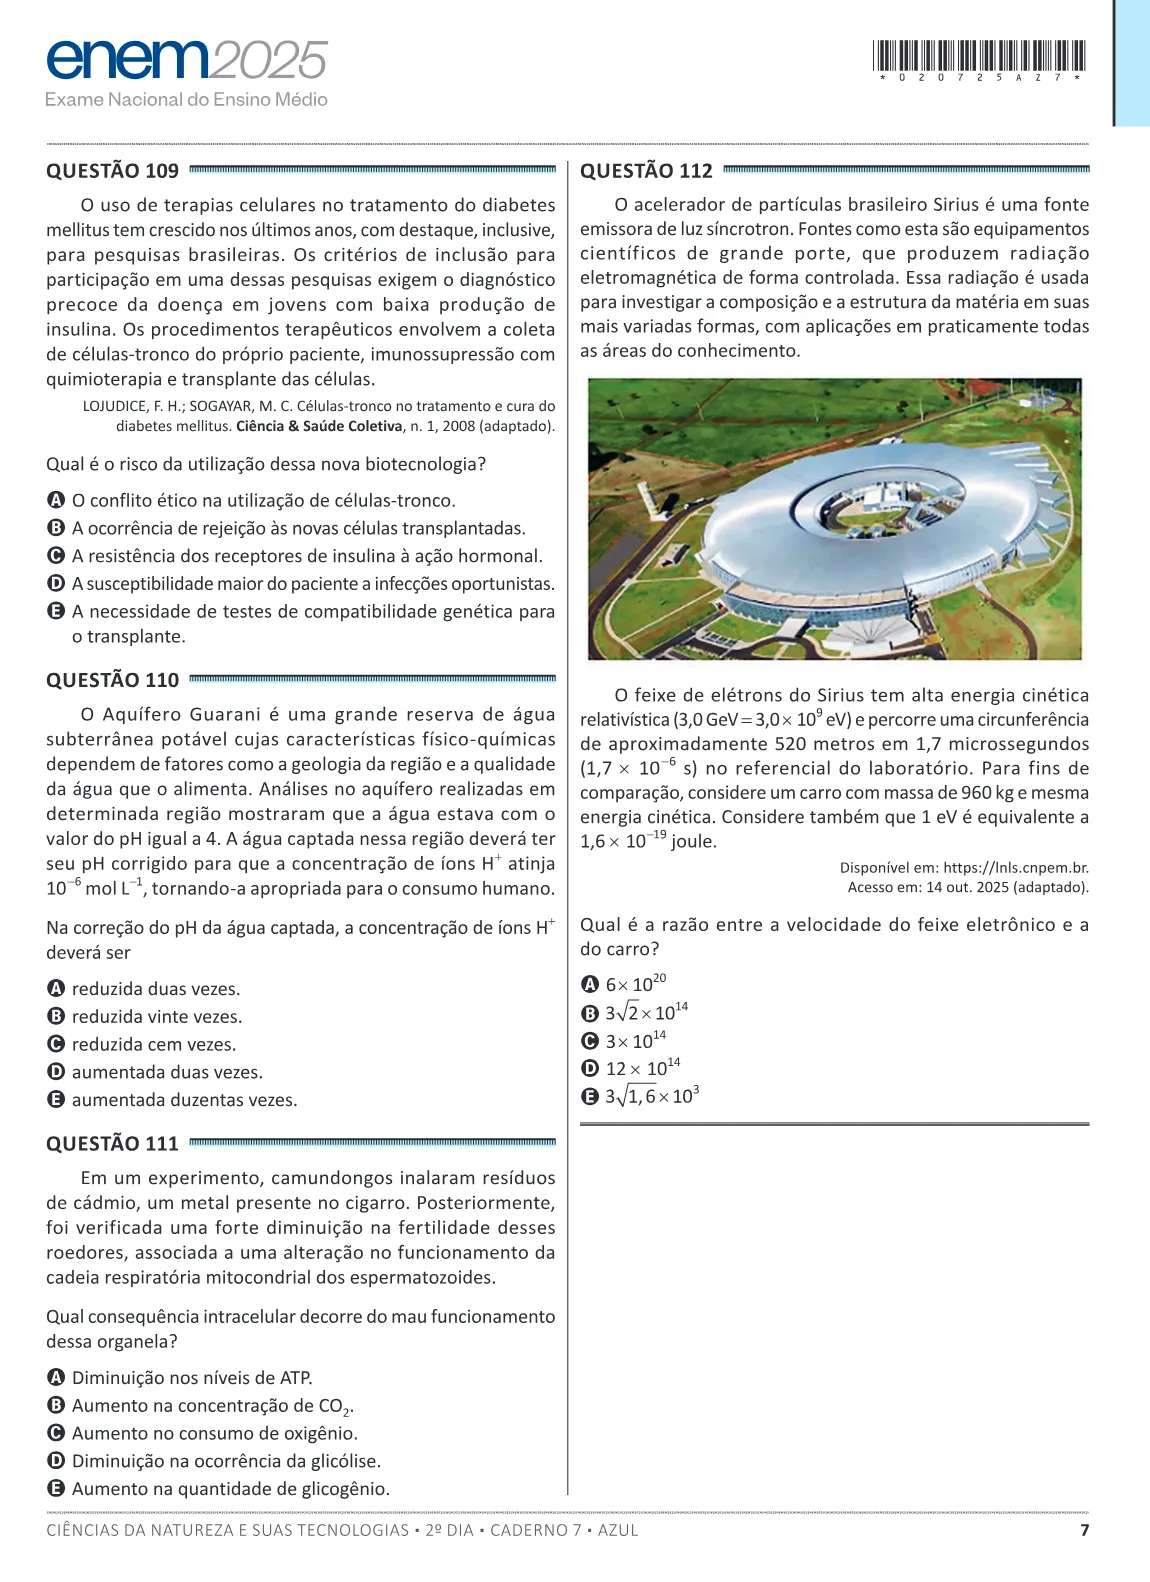 enem2025
Exame Nacional do Ensino Médio
*020725AZ7*
QUESTÃO 109
O uso de terapias celulares no tratamento do diabetes
mellitus tem crescido nos últimos anos, com destaque, inclusive,
para pesquisas brasileiras. Os critérios de inclusão para
participação em uma dessas pesquisas exigem o diagnóstico
precoce da doença em jovens com baixa produção de
insulina. Os procedimentos terapêuticos envolvem a coleta
de células-tronco do próprio paciente, imunossupressão com
quimioterapia e transplante das células.
LOJUDICE, F. H.; SOGAYAR, M. C. Células-tronco no tratamento e cura do
diabetes mellitus. Ciência & Saúde Coletiva, n. 1, 2008 (adaptado).
Qual é o risco da utilização dessa nova biotecnologia?
A O conflito ético na utilização de células-tronco.
B A ocorrência de rejeição às novas células transplantadas.
C A resistência dos receptores de insulina à ação hormonal.
D A susceptibilidade maior do paciente a infecções oportunistas.
E A necessidade de testes de compatibilidade genética para
o transplante.
QUESTÃO 110
O Aquífero Guarani é uma grande reserva de água
subterrânea potável cujas características físico-químicas
dependem de fatores como a geologia da região e a qualidade
da água que o alimenta. Análises no aquífero realizadas em
determinada região mostraram que a água estava com o
valor do pH igual a 4. A água captada nessa região deverá ter
seu pH corrigido para que a concentração de íons H⁺ atinja
10⁻⁶ mol L⁻¹, tornando-a apropriada para o consumo humano.
Na correção do pH da água captada, a concentração de íons H⁺
deverá ser
A reduzida duas vezes.
B reduzida vinte vezes.
C reduzida cem vezes.
D aumentada duas vezes.
E aumentada duzentas vezes.
QUESTÃO 111
Em um experimento, camundongos inalaram resíduos
de cádmio, um metal presente no cigarro. Posteriormente,
foi verificada uma forte diminuição na fertilidade desses
roedores, associada a uma alteração no funcionamento da
cadeia respiratória mitocondrial dos espermatozoides.
Qual consequência intracelular decorre do mau funcionamento
dessa organela?
A Diminuição nos níveis de ATP.
B Aumento na concentração de CO₂.
C Aumento no consumo de oxigênio.
D Diminuição na ocorrência da glicólise.
E Aumento na quantidade de glicogênio.
QUESTÃO 112
O acelerador de partículas brasileiro Sirius é uma fonte
emissora de luz síncrotron. Fontes como esta são equipamentos
científicos de grande porte, que produzem radiação
eletromagnética de forma controlada. Essa radiação é usada
para investigar a composição e a estrutura da matéria em suas
mais variadas formas, com aplicações em praticamente todas
as áreas do conhecimento.
O feixe de elétrons do Sirius tem alta energia cinética
relativística (3,0 GeV = 3,0 × 10⁹ eV) e percorre uma circunferência
de aproximadamente 520 metros em 1,7 microssegundos
(1,7 × 10⁻⁶ s) no referencial do laboratório. Para fins de
comparação, considere um carro com massa de 960 kg e mesma
energia cinética. Considere também que 1 eV é equivalente a
1,6 × 10⁻¹⁹ joule.
Disponível em: https://lnls.cnpem.br.
Acesso em: 14 out. 2025 (adaptado).
Qual é a razão entre a velocidade do feixe eletrônico e a
do carro?
A 6 × 10²⁰
B 3√2 × 10¹⁴
C 3 × 10¹⁴
D 12 × 10¹⁴
E 3√1,6 × 10³
CIÊNCIAS DA NATUREZA E SUAS TECNOLOGIAS • 2º DIA • CADERNO 7 • AZUL
7